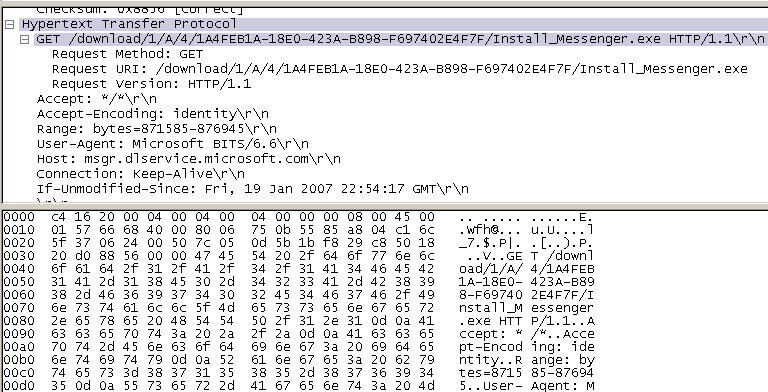 Checksum: 0x8856 [correct]
Hypertext Transfer Protocol
GET /download/1/A/4/1A4FEB1A-18E0-423A-B898-F697402E4F7F/Install_Messenger.exe HTTP/1.1\r\n
Request Method: GET
Request URI: /download/1/A/4/1A4FEB1A-18E0-423A-B898-F697402E4F7F/Install_Messenger.exe
Request Version: HTTP/1.1
Accept: */*\r\n
Accept-Encoding: identity\r\n
Range: bytes=871585-876945\r\n
User-Agent: Microsoft BITS/6.6\r\n
Host: msgr.dlservice.microsoft.com\r\n
Connection: Keep-Alive\r\n
If-Unmodified-Since: Fri, 19 Jan 2007 22:54:17 GMT\r\n
\r\n
0000 c4 16 20 00 04 00 04 00 04 00 00 00 08 00 45 00 .. ..... ......E.
0010 01 57 66 68 40 00 80 06 75 0b 55 85 a8 04 c1 6c .wfh@... u.U....l
0020 5f 37 06 24 00 50 7c 05 0d 5b 1b f8 29 c8 50 18 _7.$.P|. .[..).P.
0030 20 d0 88 56 00 00 47 45 54 20 2f 64 6f 77 6e 6c ..V..GE T /downl
0040 6f 61 64 2f 31 2f 41 2f 34 2f 31 41 34 46 45 42 oad/1/A/ 4/1A4FEB
0050 31 41 2d 31 38 45 30 2d 34 32 33 41 2d 42 38 39 1A-18E0- 423A-B89
0060 38 2d 46 36 39 37 34 30 32 45 34 46 37 46 2f 49 8-F69740 2E4F7F/I
0070 6e 73 74 61 6c 6c 5f 4d 65 73 73 65 6e 67 65 72 nstall_M essenger
0080 2e 65 78 65 20 48 54 54 50 2f 31 2e 31 0d 0a 41 .exe HTT P/1.1..A
0090 63 63 65 70 74 3a 20 2a 2f 2a 0d 0a 41 63 63 65 ccept: * /*..Acce
00a0 70 74 2d 45 6e 63 6f 64 69 6e 67 3a 20 69 64 65 pt-Encod ing: ide
00b0 6e 74 69 74 79 0d 0a 52 61 6e 67 65 3a 20 62 79 ntity..R ange: by
00c0 74 65 73 3d 38 37 31 35 38 35 2d 38 37 36 39 34 tes=8715 85-87694
00d0 35 0d 0a 55 73 65 72 2d 41 67 65 6e 74 3a 20 4d 5..User- Agent: M